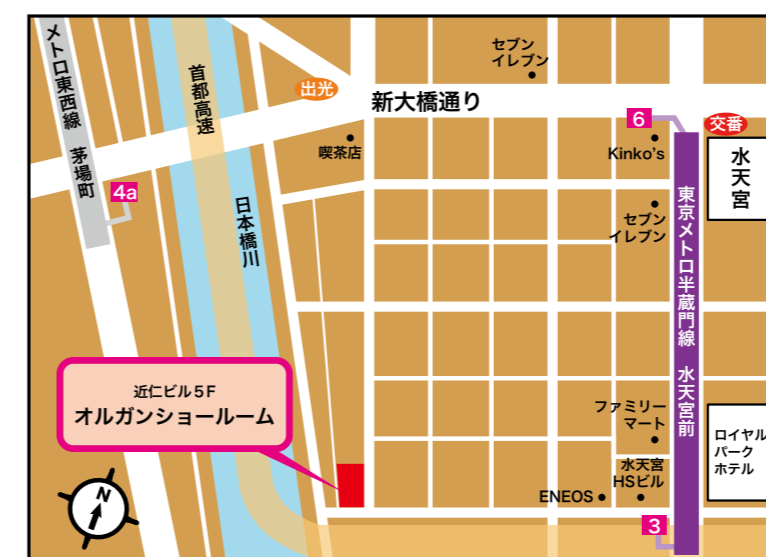 メトロ東西線 茅場町
4a
首都高速
日本橋川
出光
新大橋通り
喫茶店
セブン
イレブン
6
Kinko's
交番
水天宮
セブン
イレブン
東京メトロ半蔵門線 水天宮前
近仁ビル5F
オルガンショールーム
ファミリー
マート
水天宮
HSビル
ENEOS
ロイヤル
パーク
ホテル
3
N